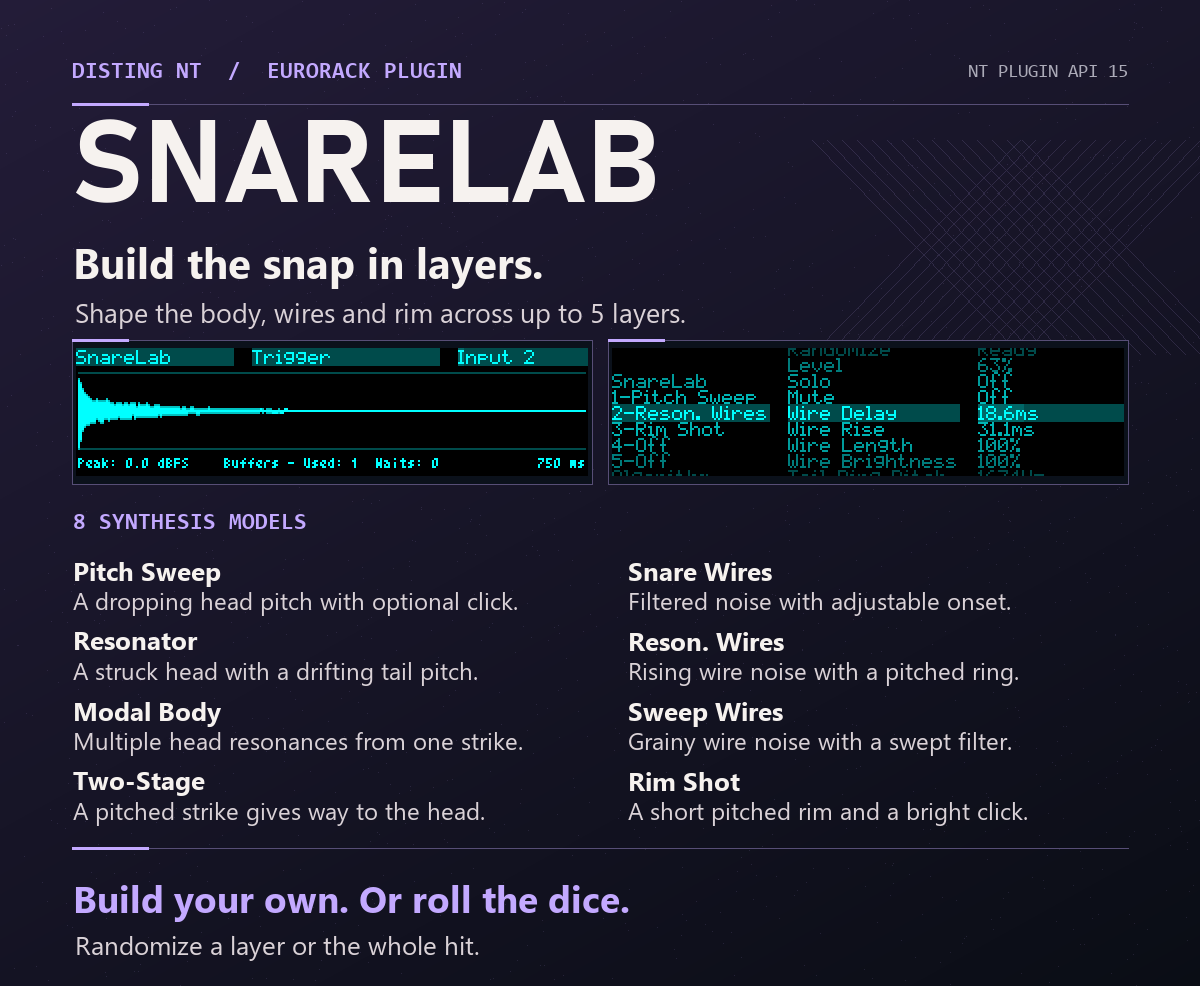 DISTING NT / EURORACK PLUGIN
NT PLUGIN API 15
SNARELAB
Build the snap in layers.
Shape the body, wires and rim across up to 5 layers.
SnareLab Trigger Input 2
Peak: 0.0 dBFS Buffers - Used: 1 Waits: 0 750 ms
Randomize Ready
Level 63%
SnareLab Solo Off
1-Pitch Sweep Mute Off
2-Reson. Wires Wire Delay 18.6ms
3-Rim Shot Wire Rise 31.1ms
4-Off Wire Length 100%
5-Off Wire Brightness 100%
8 SYNTHESIS MODELS
Pitch Sweep
A dropping head pitch with optional click.
Resonator
A struck head with a drifting tail pitch.
Modal Body
Multiple head resonances from one strike.
Two-Stage
A pitched strike gives way to the head.
Snare Wires
Filtered noise with adjustable onset.
Reson. Wires
Rising wire noise with a pitched ring.
Sweep Wires
Grainy wire noise with a swept filter.
Rim Shot
A short pitched rim and a bright click.
Build your own. Or roll the dice.
Randomize a layer or the whole hit.